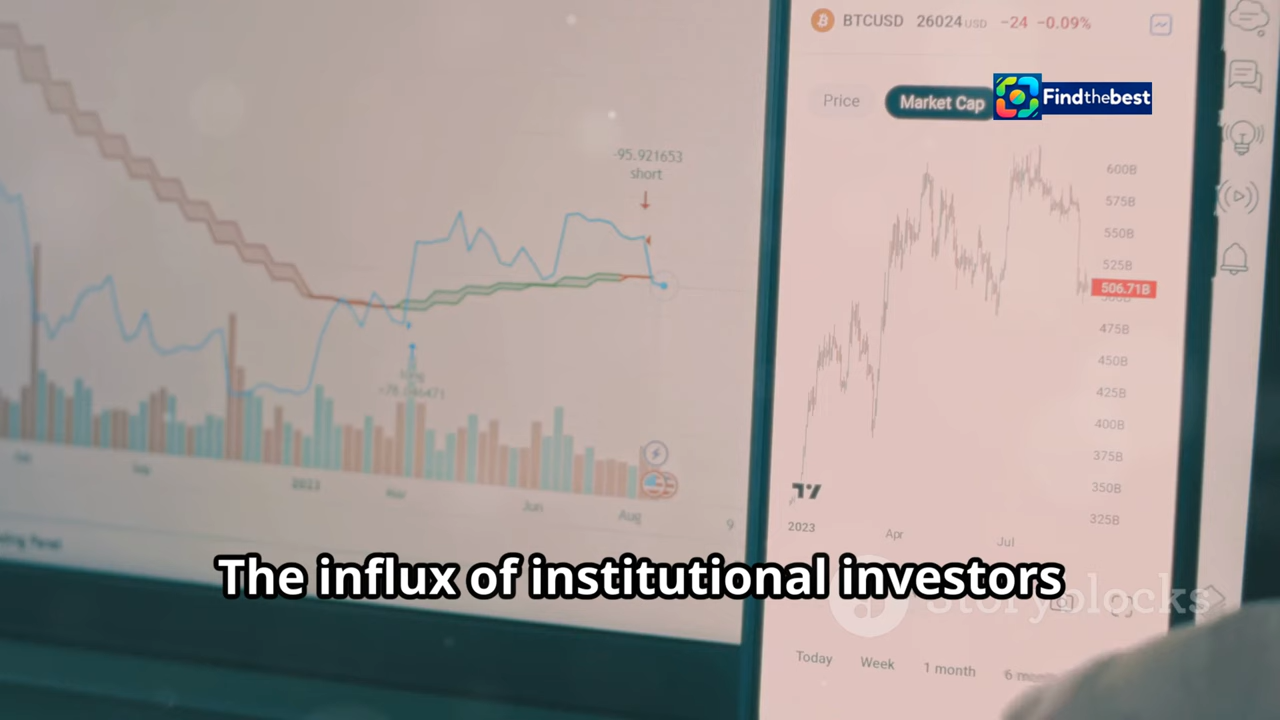 BTCUSD 26024 USD −24 −0.09%
Price
Market Cap
Findthebest
-95.921653
short
600B
575B
550B
525B
506.71B
475B
450B
425B
400B
375B
350B
325B
2023
Apr
Jul
2023
Mar
Jun
Aug
9
The influx of institutional investors
Storyblocks
Today
Week
1 month